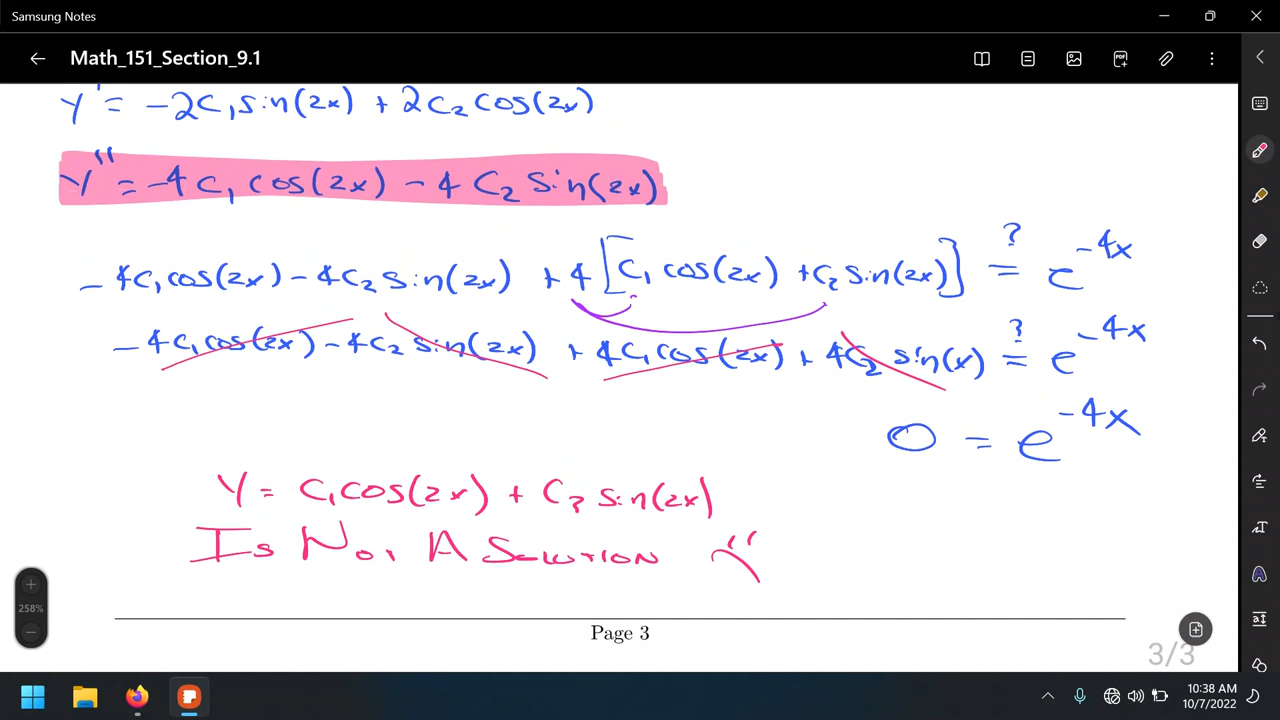 Samsung Notes
Math_151_Section_9.1
Y' = -2C₁sin(2x) + 2C₂cos(2x)
Y'' = -4C₁cos(2x) - 4C₂sin(2x)
-4C₁cos(2x) - 4C₂sin(2x) + 4[C₁cos(2x) + C₂sin(2x)] ?= e^-4x
-4C₁cos(2x) - 4C₂sin(2x) + 4C₁cos(2x) + 4C₂sin(x) ?= e^-4x
0 = e^-4x
Y = C₁cos(2x) + C₂sin(2x)
Is Not A Solution
Page 3
3/3
258%
10:38 AM
10/7/2022